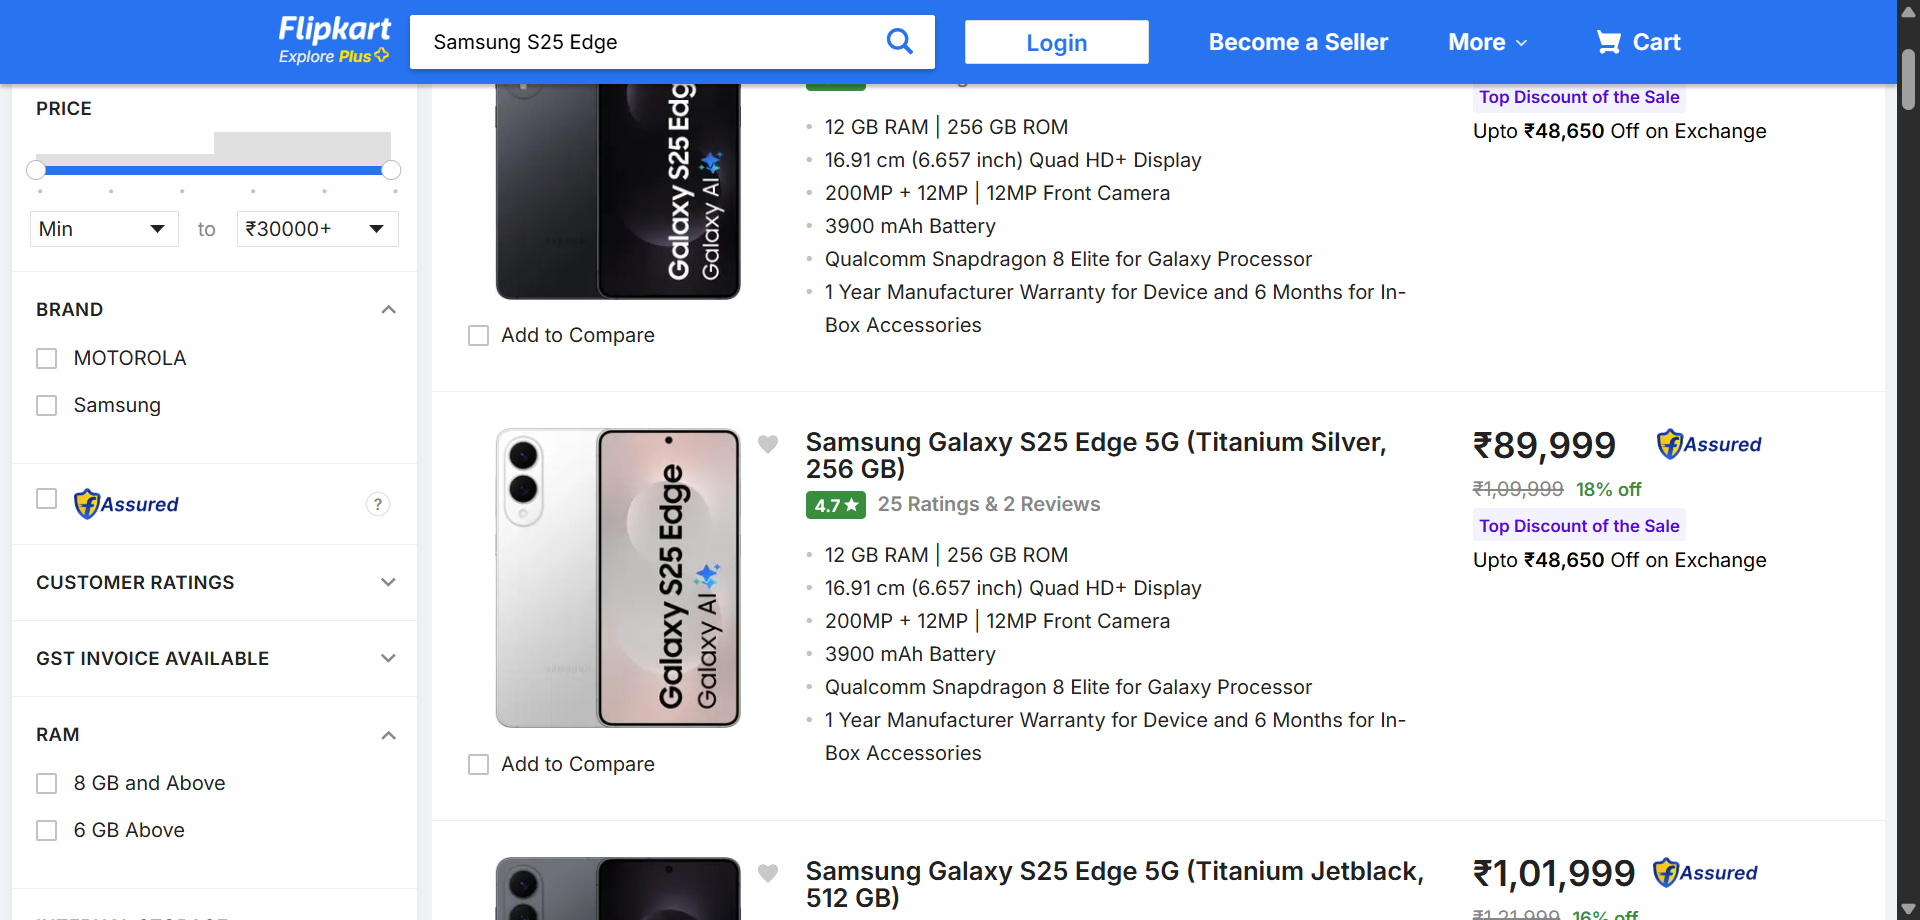 Flipkart
Explore Plus
Samsung S25 Edge
Login
Become a Seller
More
Cart
PRICE
Min
to
₹30000+
BRAND
MOTOROLA
Samsung
Assured
?
CUSTOMER RATINGS
GST INVOICE AVAILABLE
RAM
8 GB and Above
6 GB Above
Galaxy S25 Edge
Galaxy AI
Add to Compare
12 GB RAM | 256 GB ROM
16.91 cm (6.657 inch) Quad HD+ Display
200MP + 12MP | 12MP Front Camera
3900 mAh Battery
Qualcomm Snapdragon 8 Elite for Galaxy Processor
1 Year Manufacturer Warranty for Device and 6 Months for In-
Box Accessories
Top Discount of the Sale
Upto ₹48,650 Off on Exchange
Galaxy S25 Edge
Galaxy AI
Add to Compare
Samsung Galaxy S25 Edge 5G (Titanium Silver,
256 GB)
4.7 25 Ratings & 2 Reviews
12 GB RAM | 256 GB ROM
16.91 cm (6.657 inch) Quad HD+ Display
200MP + 12MP | 12MP Front Camera
3900 mAh Battery
Qualcomm Snapdragon 8 Elite for Galaxy Processor
1 Year Manufacturer Warranty for Device and 6 Months for In-
Box Accessories
₹89,999
Assured
₹1,09,999 18% off
Top Discount of the Sale
Upto ₹48,650 Off on Exchange
Samsung Galaxy S25 Edge 5G (Titanium Jetblack,
512 GB)
₹1,01,999
Assured
₹1,21,999 16% off